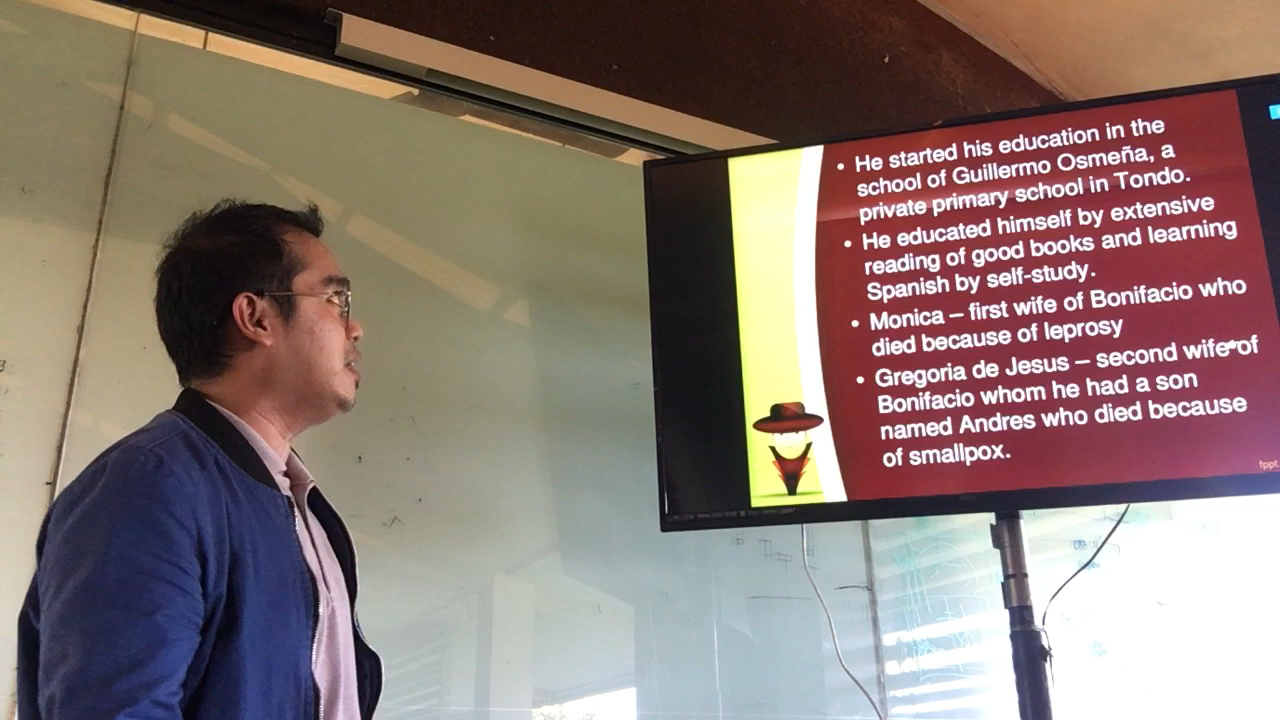 • He started his education in the
school of Guillermo Osmeña, a
private primary school in Tondo.
• He educated himself by extensive
reading of good books and learning
Spanish by self-study.
• Monica – first wife of Bonifacio who
died because of leprosy
• Gregoria de Jesus – second wife of
Bonifacio whom he had a son
named Andres who died because
of smallpox.
fppt.